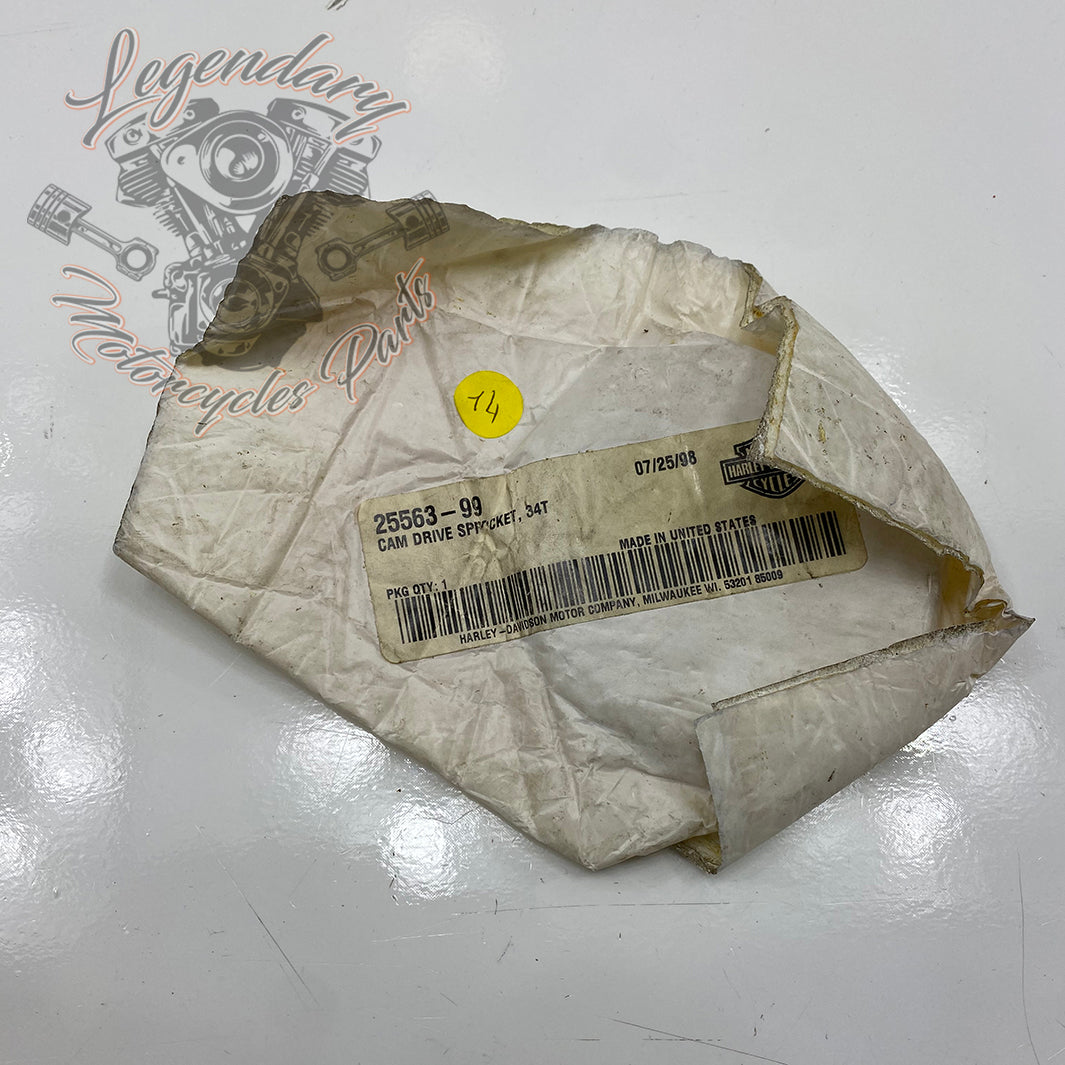 Legendary
Motorcycles Parts
14
07/25/98
HARLEY
CYCLE
25563-99
CAM DRIVE SPROCKET, 34T
MADE IN UNITED STATES
PKG QTY: 1
HARLEY-DAVIDSON MOTOR COMPANY, MILWAUKEE WI. 53201 85009